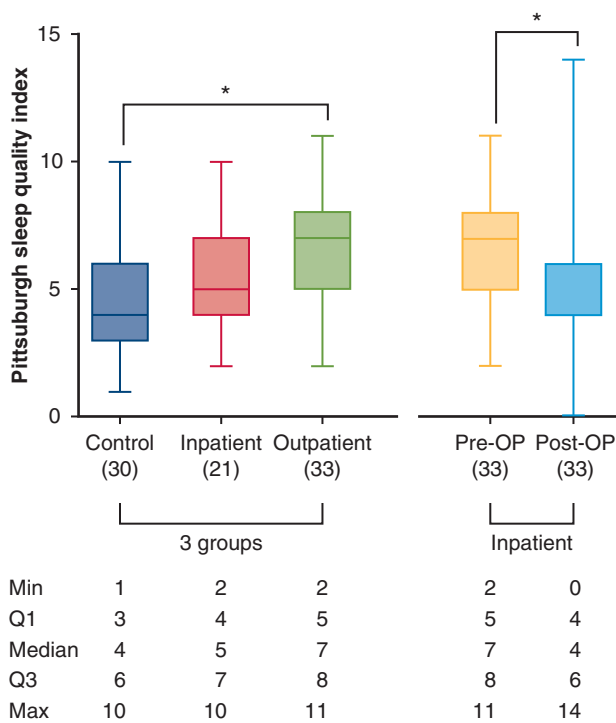 Pittsuburgh sleep quality index
15
10
5
0
*
*
Control Inpatient Outpatient Pre-OP Post-OP
(30) (21) (33) (33) (33)
3 groups Inpatient
Min 1 2 2 2 0
Q1 3 4 5 5 4
Median 4 5 7 7 4
Q3 6 7 8 8 6
Max 10 10 11 11 14